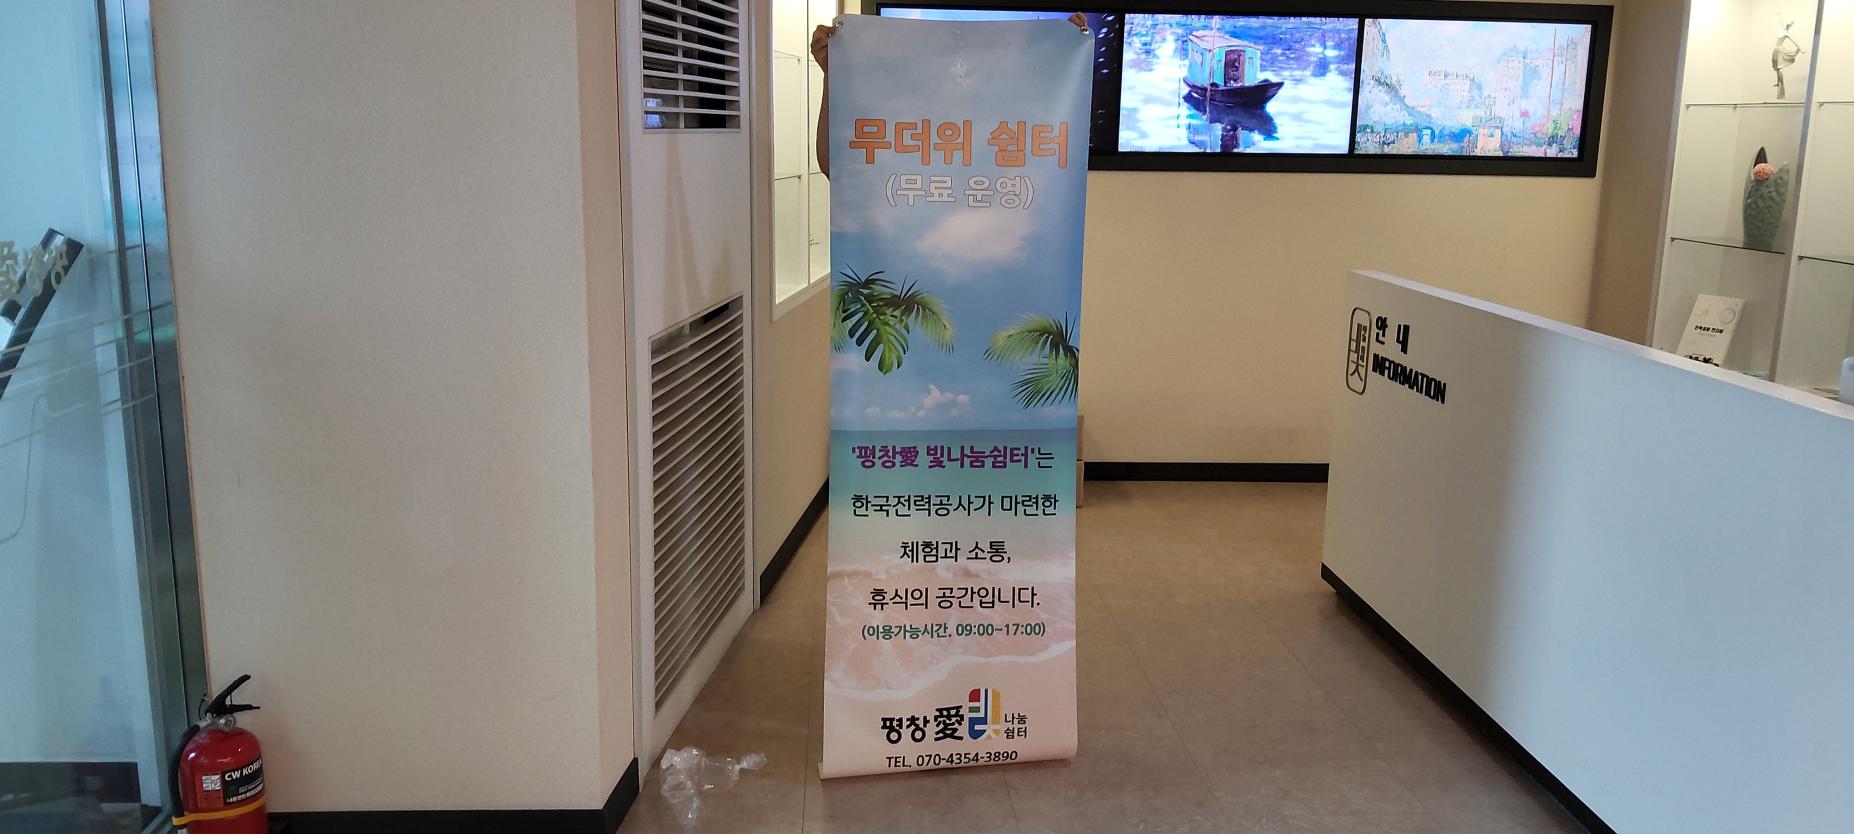 무더위 쉼터
(무료 운영)
'평창愛 빛나눔쉼터'는
한국전력공사가 마련한
체험과 소통,
휴식의 공간입니다.
(이용가능시간. 09:00~17:00)
평창愛빛 나눔
쉼터
TEL. 070-4354-3890
안 내
INFORMATION
CW KOREA